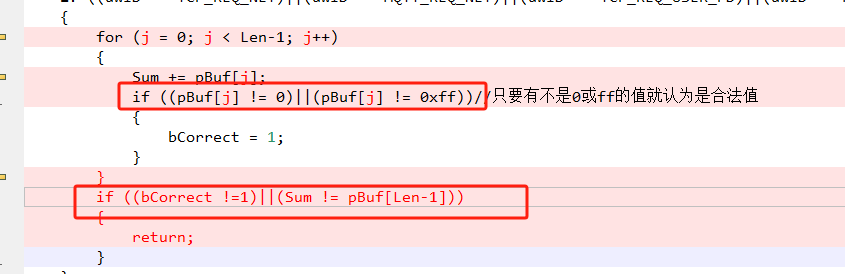 {
for (j = 0; j < Len-1; j++)
{
Sum += pBuf[j];
if ((pBuf[j] != 0)||(pBuf[j] != 0xff))//只要有不是0或ff的值就认为是合法值
{
bCorrect = 1;
}
}
if ((bCorrect !=1)||(Sum != pBuf[Len-1]))
{
return;
}